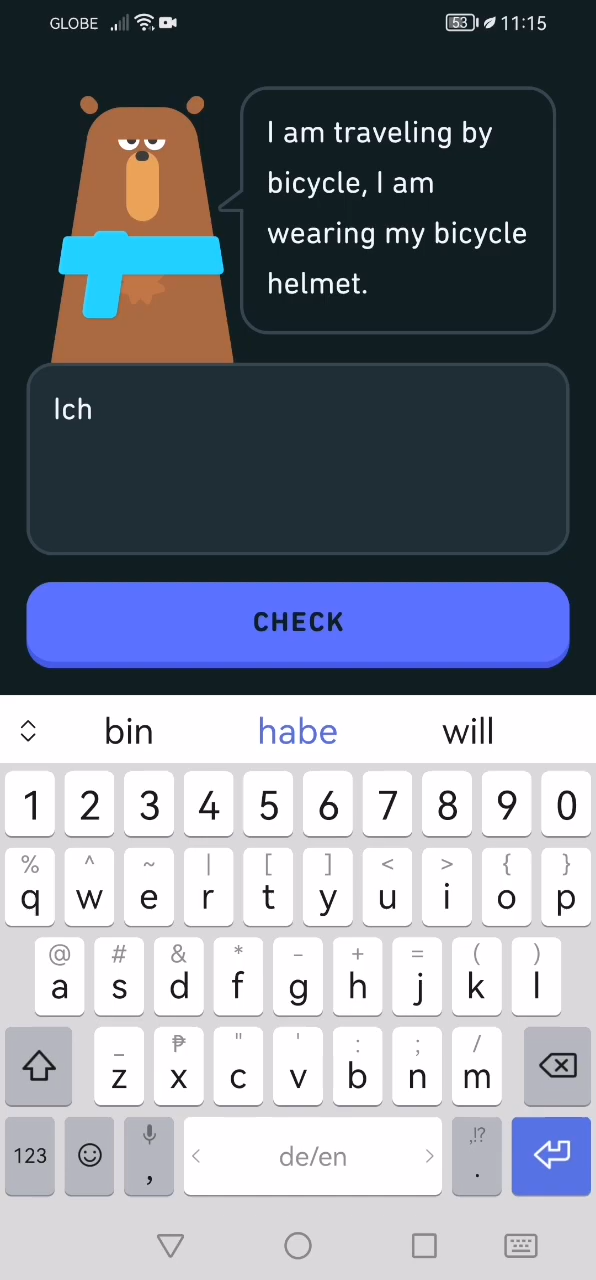 GLOBE 53 11:15
I am traveling by
bicycle, I am
wearing my bicycle
helmet.
Ich
CHECK
bin habe will
1 2 3 4 5 6 7 8 9 0
% ^ ~ | [ ] < > { }
q w e r t y u i o p
@ # & * - + = ( )
a s d f g h j k l
_ ₱ " ' : ; /
z x c v b n m
123 , < de/en > ,!? .